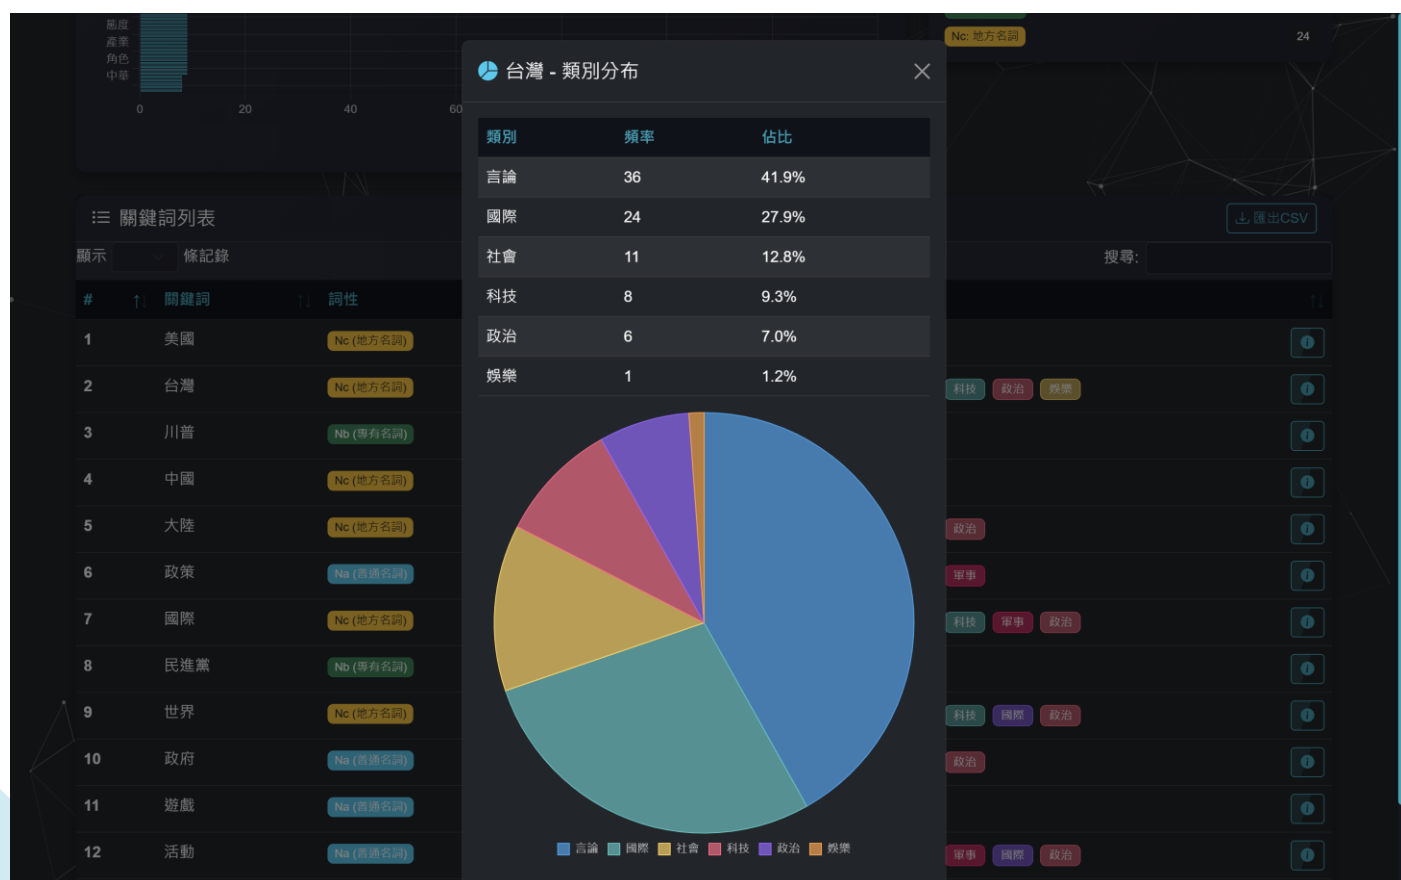 態度
產業
角色
中華
0 20 40 60
Nc: 地方名詞 24
台灣 - 類別分布
類別 頻率 佔比
言論 36 41.9%
國際 24 27.9%
社會 11 12.8%
科技 8 9.3%
政治 6 7.0%
娛樂 1 1.2%
言論 國際 社會 科技 政治 娛樂
關鍵詞列表
匯出CSV
顯示 條記錄
搜尋:
# ↑↓ 關鍵詞 ↑↓ 詞性 ↑↓
1 美國 Nc (地方名詞)
2 台灣 Nc (地方名詞) 科技 政治 娛樂
3 川普 Nb (專有名詞)
4 中國 Nc (地方名詞)
5 大陸 Nc (地方名詞) 政治
6 政策 Na (普通名詞) 軍事
7 國際 Nc (地方名詞) 科技 軍事 政治
8 民進黨 Nb (專有名詞)
9 世界 Nc (地方名詞) 科技 國際 政治
10 政府 Na (普通名詞) 政治
11 遊戲 Na (普通名詞)
12 活動 Na (普通名詞) 軍事 國際 政治